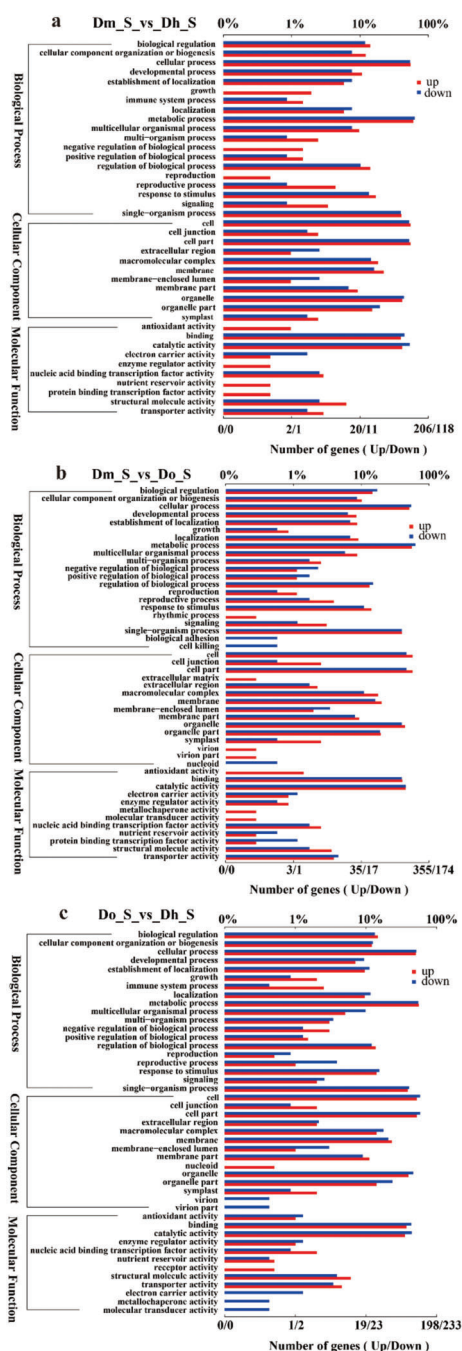 a Dm_S_vs_Dh_S
0% 1% 10% 100%
biological regulation
cellular component organization or biogenesis
cellular process
developmental process
establishment of localization
growth
immune system process
localization
metabolic process
multicellular organismal process
multi-organism process
negative regulation of biological process
positive regulation of biological process
regulation of biological process
reproduction
reproductive process
response to stimulus
signaling
single-organism process
cell
cell junction
cell part
extracellular region
macromolecular complex
membrane
membrane-enclosed lumen
membrane part
organelle
organelle part
symplast
antioxidant activity
binding
catalytic activity
electron carrier activity
enzyme regulator activity
nucleic acid binding transcription factor activity
nutrient reservoir activity
protein binding transcription factor activity
structural molecule activity
transporter activity
Biological Process
Cellular Component
Molecular Function
up
down
0/0 2/1 20/11 206/118
Number of genes ( Up/Down )
b Dm_S_vs_Do_S
0% 1% 10% 100%
biological regulation
cellular component organization or biogenesis
cellular process
developmental process
establishment of localization
growth
localization
metabolic process
multicellular organismal process
multi-organism process
negative regulation of biological process
positive regulation of biological process
regulation of biological process
reproduction
reproductive process
response to stimulus
rhythmic process
signaling
single-organism process
biological adhesion
cell killing
cell
cell junction
cell part
extracellular matrix
extracellular region
macromolecular complex
membrane
membrane-enclosed lumen
membrane part
organelle
organelle part
symplast
virion
virion part
nucleoid
antioxidant activity
binding
catalytic activity
electron carrier activity
enzyme regulator activity
metallochaperone activity
molecular transducer activity
nucleic acid binding transcription factor activity
nutrient reservoir activity
protein binding transcription factor activity
structural molecule activity
transporter activity
Biological Process
Cellular Component
Molecular Function
up
down
0/0 3/1 35/17 355/174
Number of genes ( Up/Down )
c Do_S_vs_Dh_S
0% 1% 10% 100%
biological regulation
cellular component organization or biogenesis
cellular process
developmental process
establishment of localization
growth
immune system process
localization
metabolic process
multicellular organismal process
multi-organism process
negative regulation of biological process
positive regulation of biological process
regulation of biological process
reproduction
reproductive process
response to stimulus
signaling
single-organism process
cell
cell junction
cell part
extracellular region
macromolecular complex
membrane
membrane-enclosed lumen
membrane part
nucleoid
organelle
organelle part
symplast
virion
virion part
antioxidant activity
binding
catalytic activity
enzyme regulator activity
nucleic acid binding transcription factor activity
nutrient reservoir activity
receptor activity
structural molecule activity
transporter activity
electron carrier activity
metallochaperone activity
molecular transducer activity
Biological Process
Cellular Component
Molecular Function
up
down
0/0 1/2 19/23 198/233
Number of genes ( Up/Down )